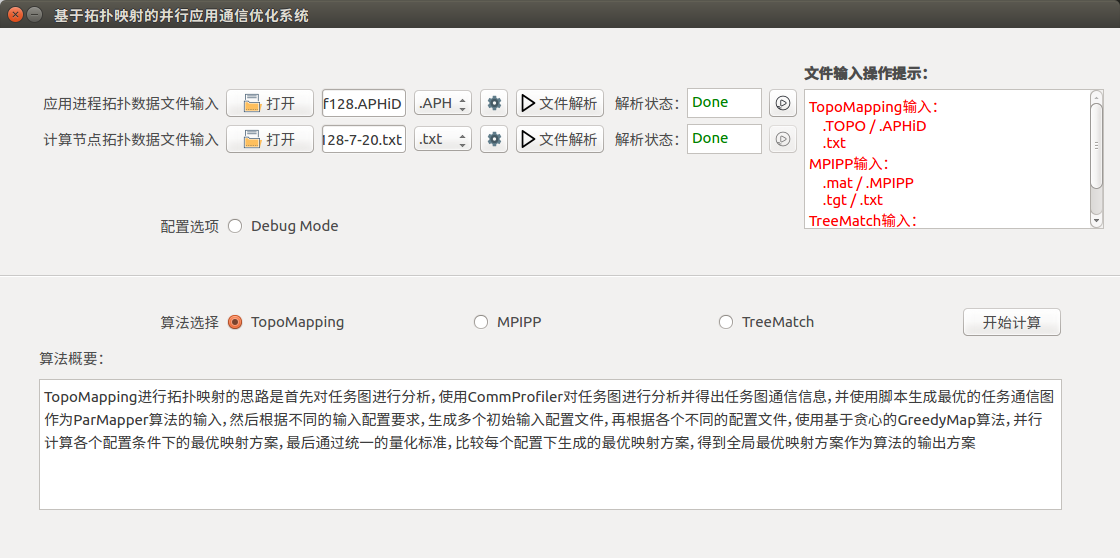 基于拓扑映射的并行应用通信优化系统
文件输入操作提示：
应用进程拓扑数据文件输入 打开 f128.APHiD .APH 文件解析 解析状态： Done
计算节点拓扑数据文件输入 打开 128-7-20.txt .txt 文件解析 解析状态： Done
TopoMapping输入：
.TOPO / .APHiD
.txt
MPIPP输入：
.mat / .MPIPP
.tgt / .txt
TreeMatch输入：
配置选项 Debug Mode
算法选择 TopoMapping MPIPP TreeMatch 开始计算
算法概要：
TopoMapping进行拓扑映射的思路是首先对任务图进行分析，使用CommProfiler对任务图进行分析并得出任务图通信信息，并使用脚本生成最优的任务通信图
作为ParMapper算法的输入，然后根据不同的输入配置要求，生成多个初始输入配置文件，再根据各个不同的配置文件，使用基于贪心的GreedyMap算法，并行
计算各个配置条件下的最优映射方案，最后通过统一的量化标准，比较每个配置下生成的最优映射方案，得到全局最优映射方案作为算法的输出方案